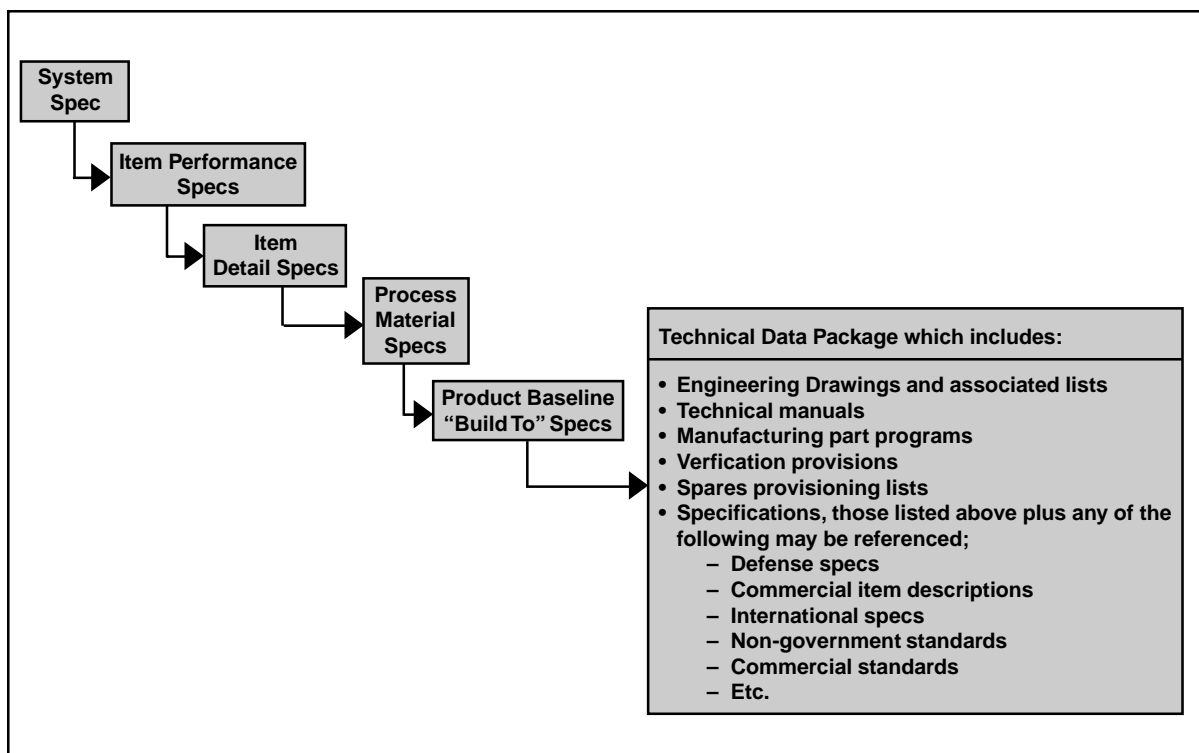 System
Spec
Item Performance
Specs
Item
Detail Specs
Process
Material
Specs
Product Baseline
“Build To” Specs
Technical Data Package which includes:
• Engineering Drawings and associated lists
• Technical manuals
• Manufacturing part programs
• Verfication provisions
• Spares provisioning lists
• Specifications, those listed above plus any of the
following may be referenced;
– Defense specs
– Commercial item descriptions
– International specs
– Non-government standards
– Commercial standards
– Etc.